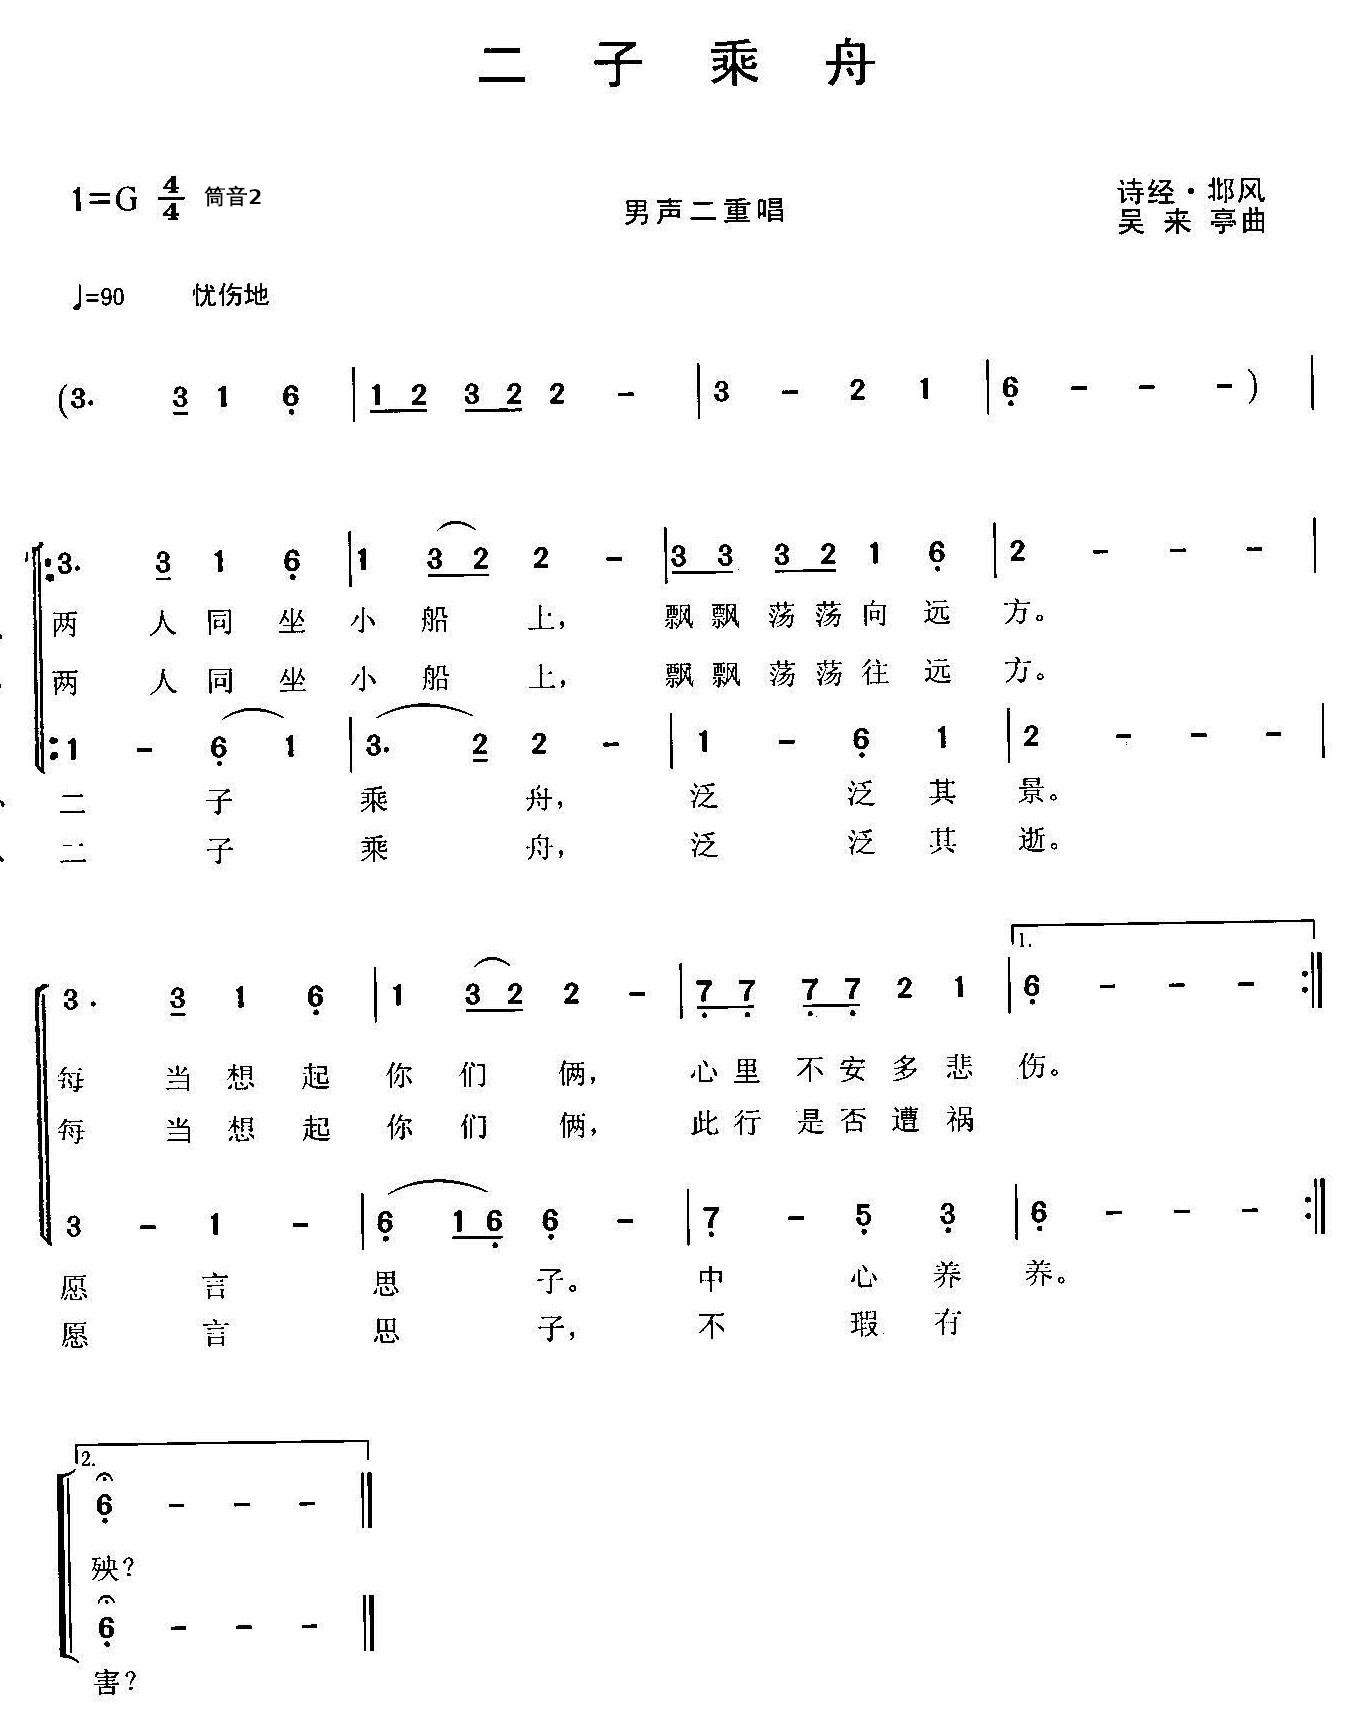 二子乘舟
1=G 4/4 筒音2
男声二重唱
诗经·邶风
吴来亭曲
♩=90 忧伤地
(3. 3 1 6 | 1 2 3 2 2 - | 3 - 2 1 | 6 - - -) |
3. 3 1 6 | 1 3 2 2 - | 3 3 3 2 1 6 | 2 - - - |
两人同坐小船上，飘飘荡荡向远方。
两人同坐小船上，飘飘荡荡往远方。
1 - 6 1 | 3. 2 2 - | 1 - 6 1 | 2 - - - |
二子乘舟，泛泛其景。
二子乘舟，泛泛其逝。
1.
3. 3 1 6 | 1 3 2 2 - | 7 7 7 7 2 1 | 6 - - - :‖
每当想起你们俩，心里不安多悲伤。
每当想起你们俩，此行是否遭祸
3 - 1 - | 6 1 6 6 - | 7 - 5 3 | 6 - - - :‖
愿言思子。中心养养。
愿言思子，不瑕有
2.
6 - - - ‖
殃？
6 - - - ‖
害？